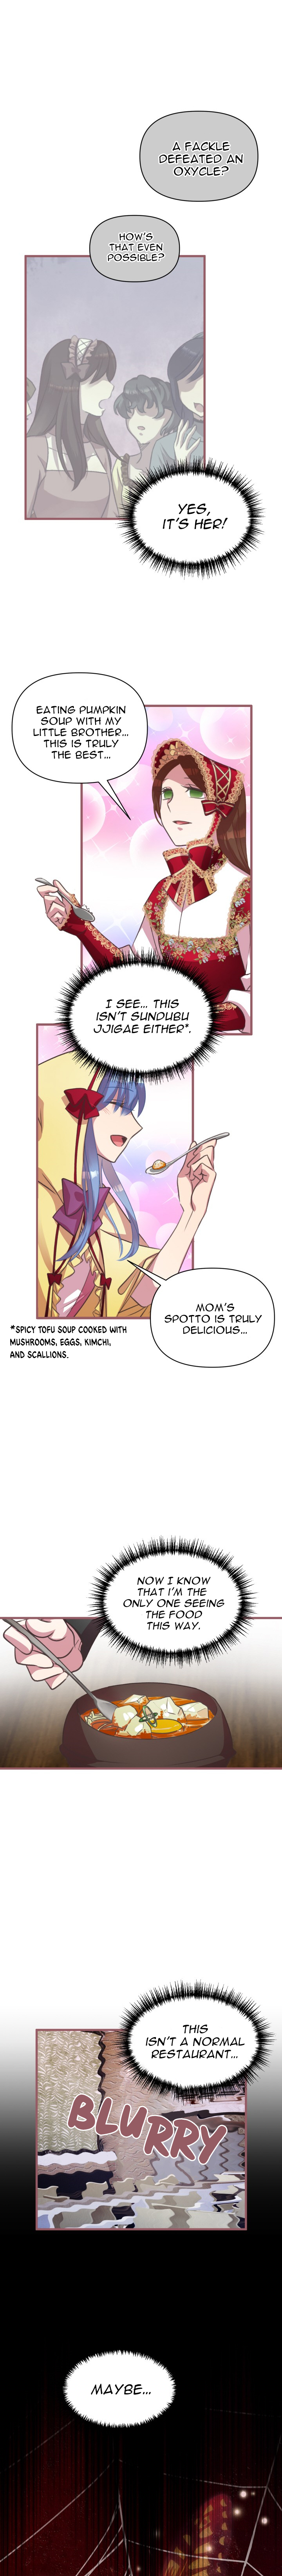 A FACKLE
DEFEATED AN
OXYCLE?
HOW'S
THAT EVEN
POSSIBLE?
YES,
IT'S HER!
EATING PUMPKIN
SOUP WITH MY
LITTLE BROTHER...
THIS IS TRULY
THE BEST...
I SEE... THIS
ISN'T SUNDUBU
JJIGAE EITHER*.
MOM'S
SPOTTO IS TRULY
DELICIOUS...
*SPICY TOFU SOUP COOKED WITH
MUSHROOMS, EGGS, KIMCHI,
AND SCALLIONS.
NOW I KNOW
THAT I'M THE
ONLY ONE SEEING
THE FOOD
THIS WAY.
THIS
ISN'T A NORMAL
RESTAURANT...
BLURRY
MAYBE...